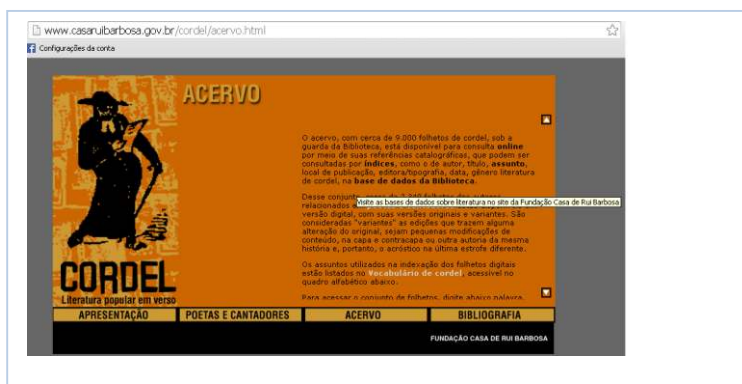 www.casaruibarbosa.gov.br/cordel/acervo.html
Configurações da conta
ACERVO
O acervo, com cerca de 9.000 folhetos de cordel, sob a
guarda da Biblioteca, está disponível para consulta online
por meio de suas referências catalográficas, que podem ser
consultadas por índices, como o de autor, título, assunto,
local de publicação, editora/tipografia, data, gênero literatura
de cordel, na base de dados da Biblioteca.
Desse conjunto,
Visite as bases de dados sobre literatura no site da Fundação Casa de Rui Barbosa
relacionados
versão digital, com suas versões originais e variantes. São
consideradas "variantes" as edições que trazem alguma
alteração do original, sejam pequenas modificações de
conteúdo, na capa e contracapa ou outra autoria da mesma
história e, portanto, o acróstico na última estrofe diferente.
Os assuntos utilizados na indexação dos folhetos digitais
estão listados no Vocabulário de cordel, acessível no
quadro alfabético abaixo.
Para acessar o conjunto de folhetos, digite abaixo palavra,
CORDEL
Literatura popular em verso
APRESENTAÇÃO POETAS E CANTADORES ACERVO BIBLIOGRAFIA
FUNDAÇÃO CASA DE RUI BARBOSA